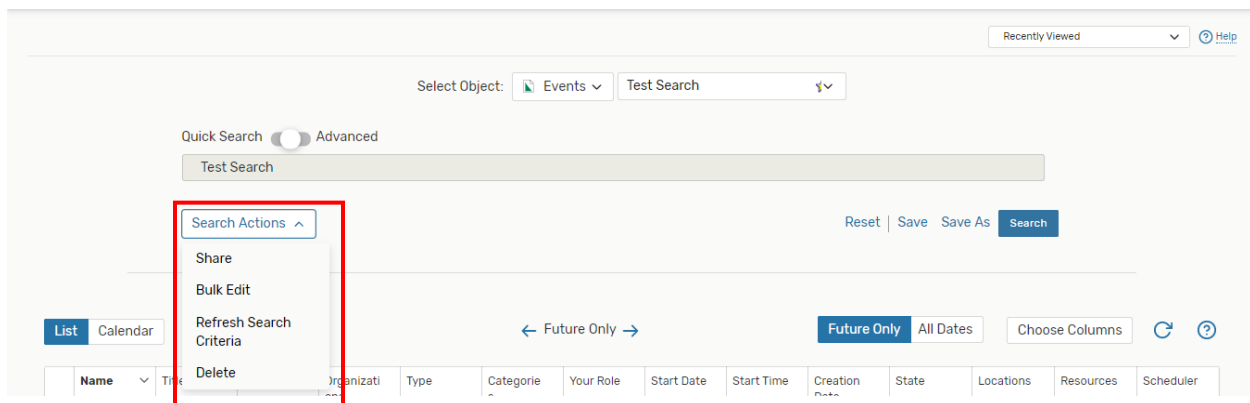 Recently Viewed Help
Select Object: Events Test Search
Quick Search Advanced
Test Search
Search Actions Reset | Save Save As Search
Share
Bulk Edit
Refresh Search
Criteria
Delete
List Calendar Future Only Future Only All Dates Choose Columns
Name Organizati Type Categorie Your Role Start Date Start Time Creation State Locations Resources Scheduler